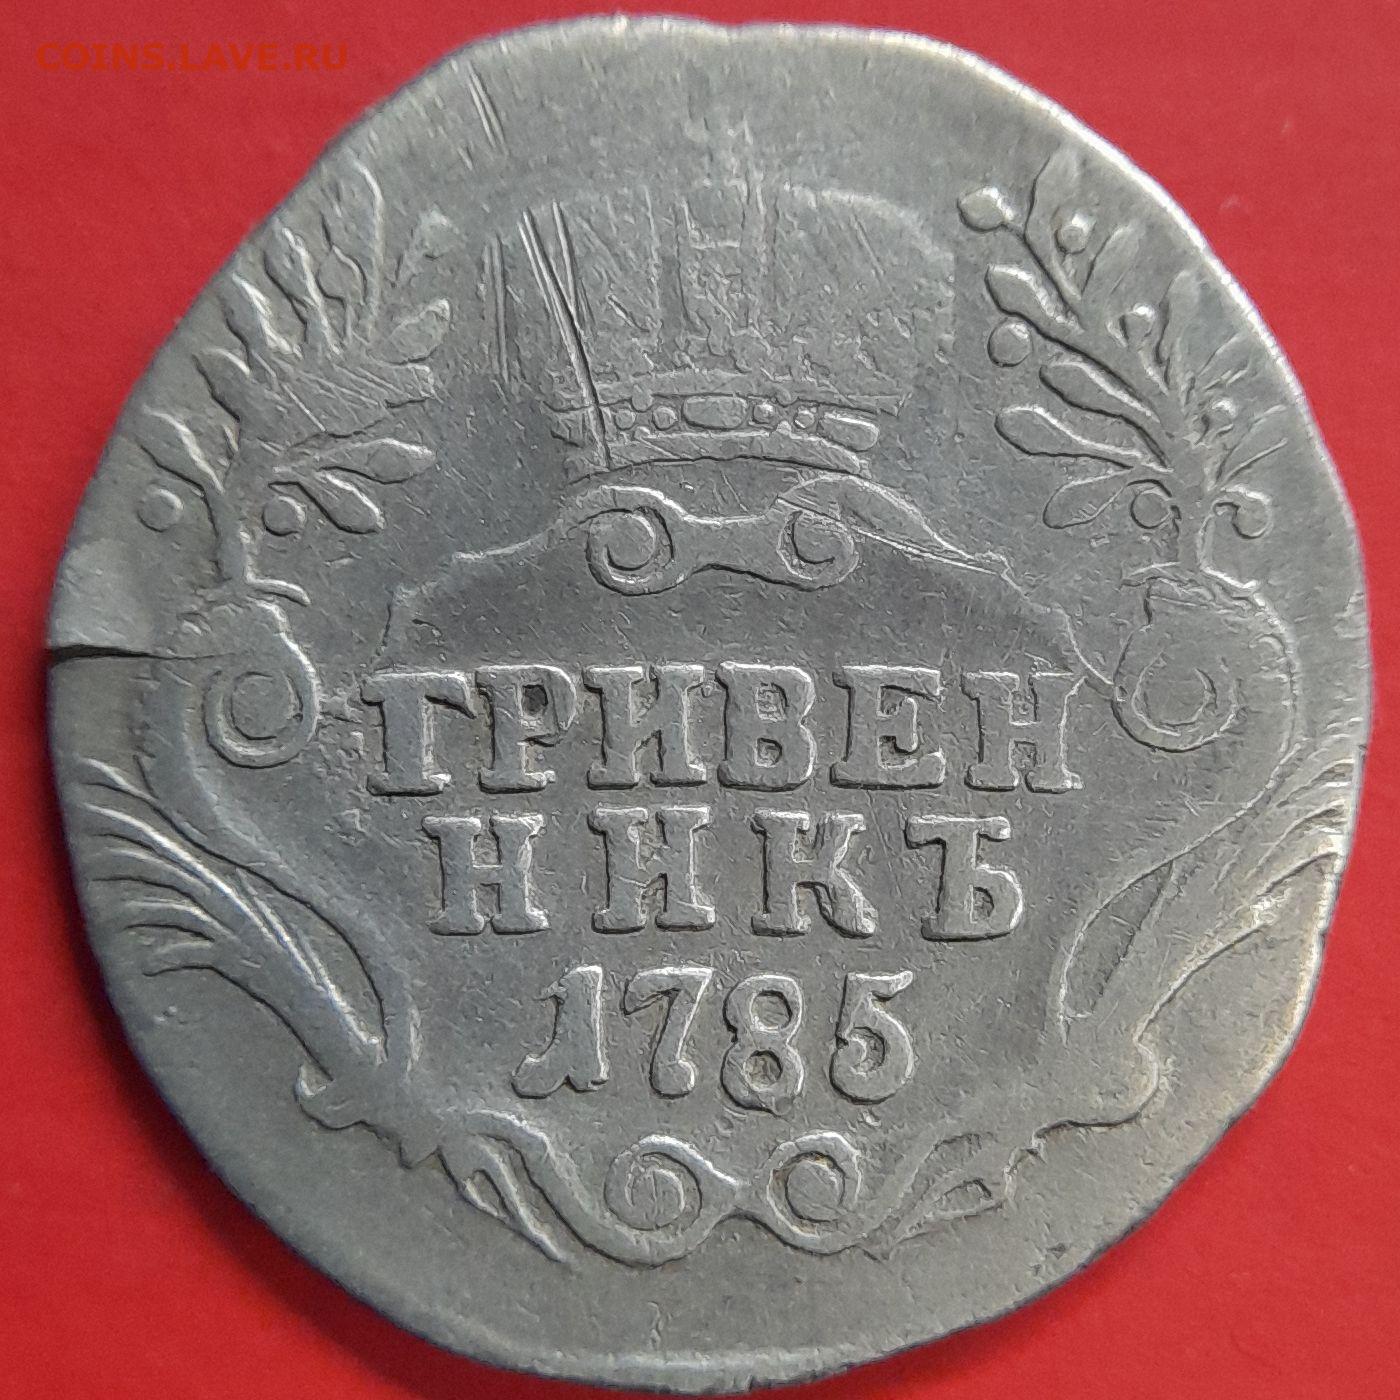 COINS.LAVE.RU
ГРИВЕН
НИКЪ
1785